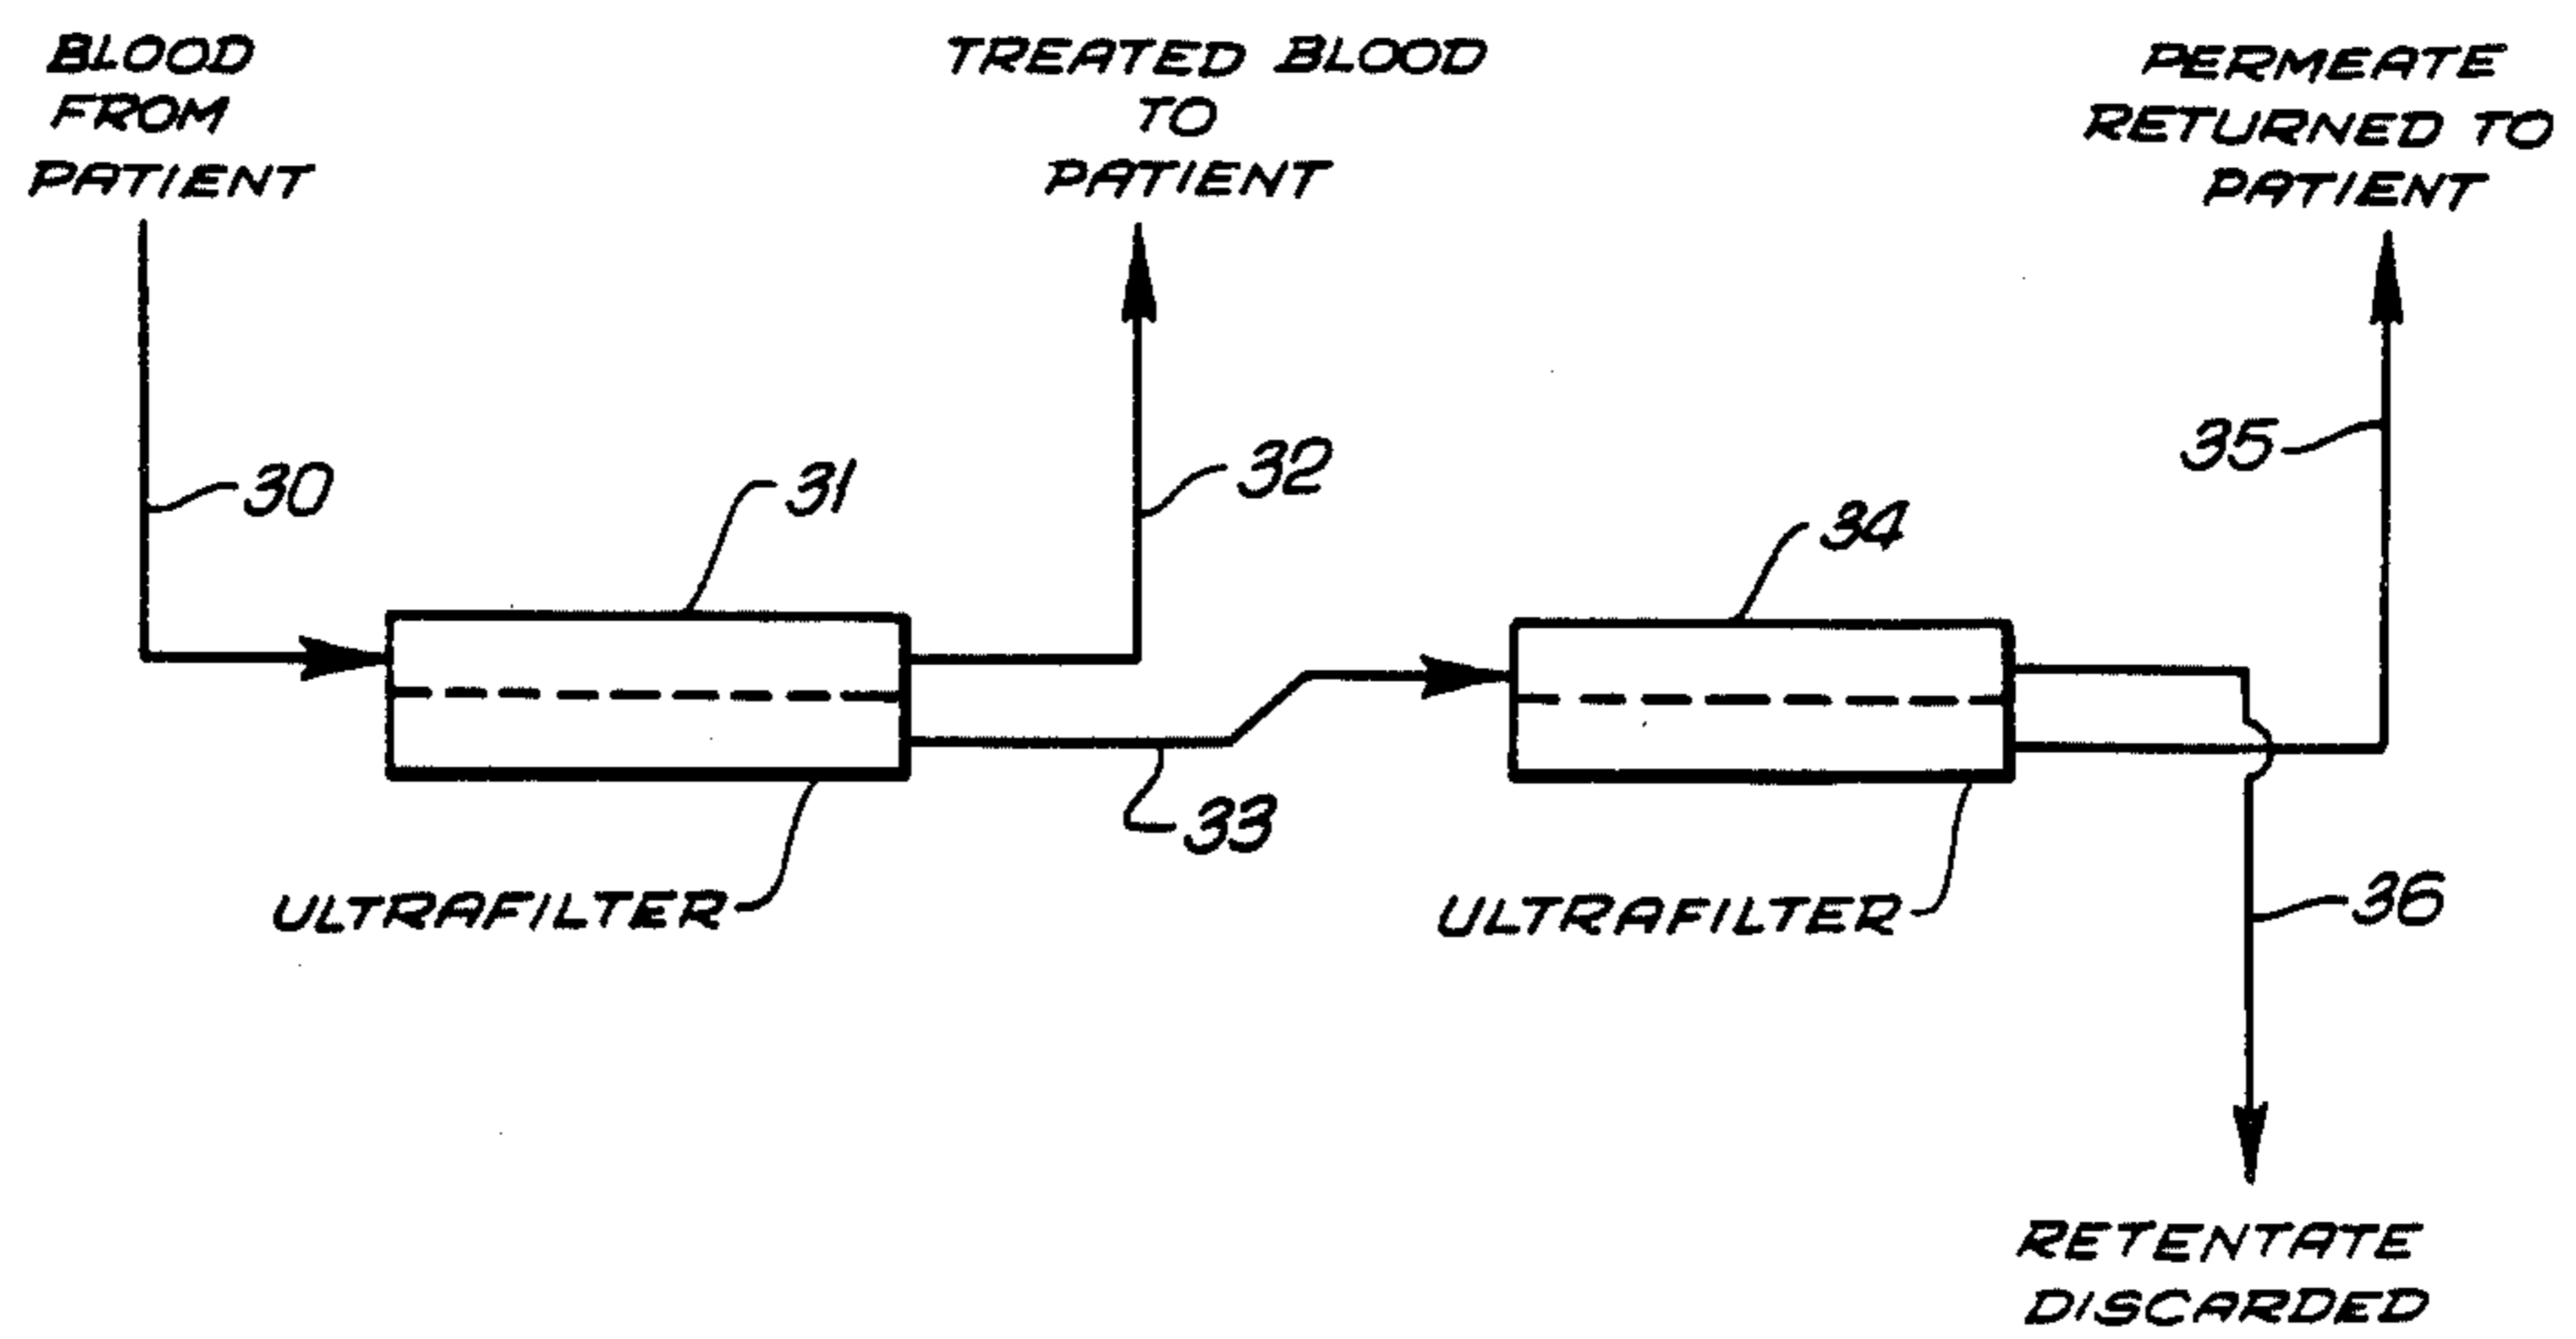 BLOOD
FROM
PATIENT
TREATED BLOOD
TO
PATIENT
PERMEATE
RETURNED TO
PATIENT
30
31
32
34
35
33
ULTRAFILTER
ULTRAFILTER
36
RETENTATE
DISCARDED